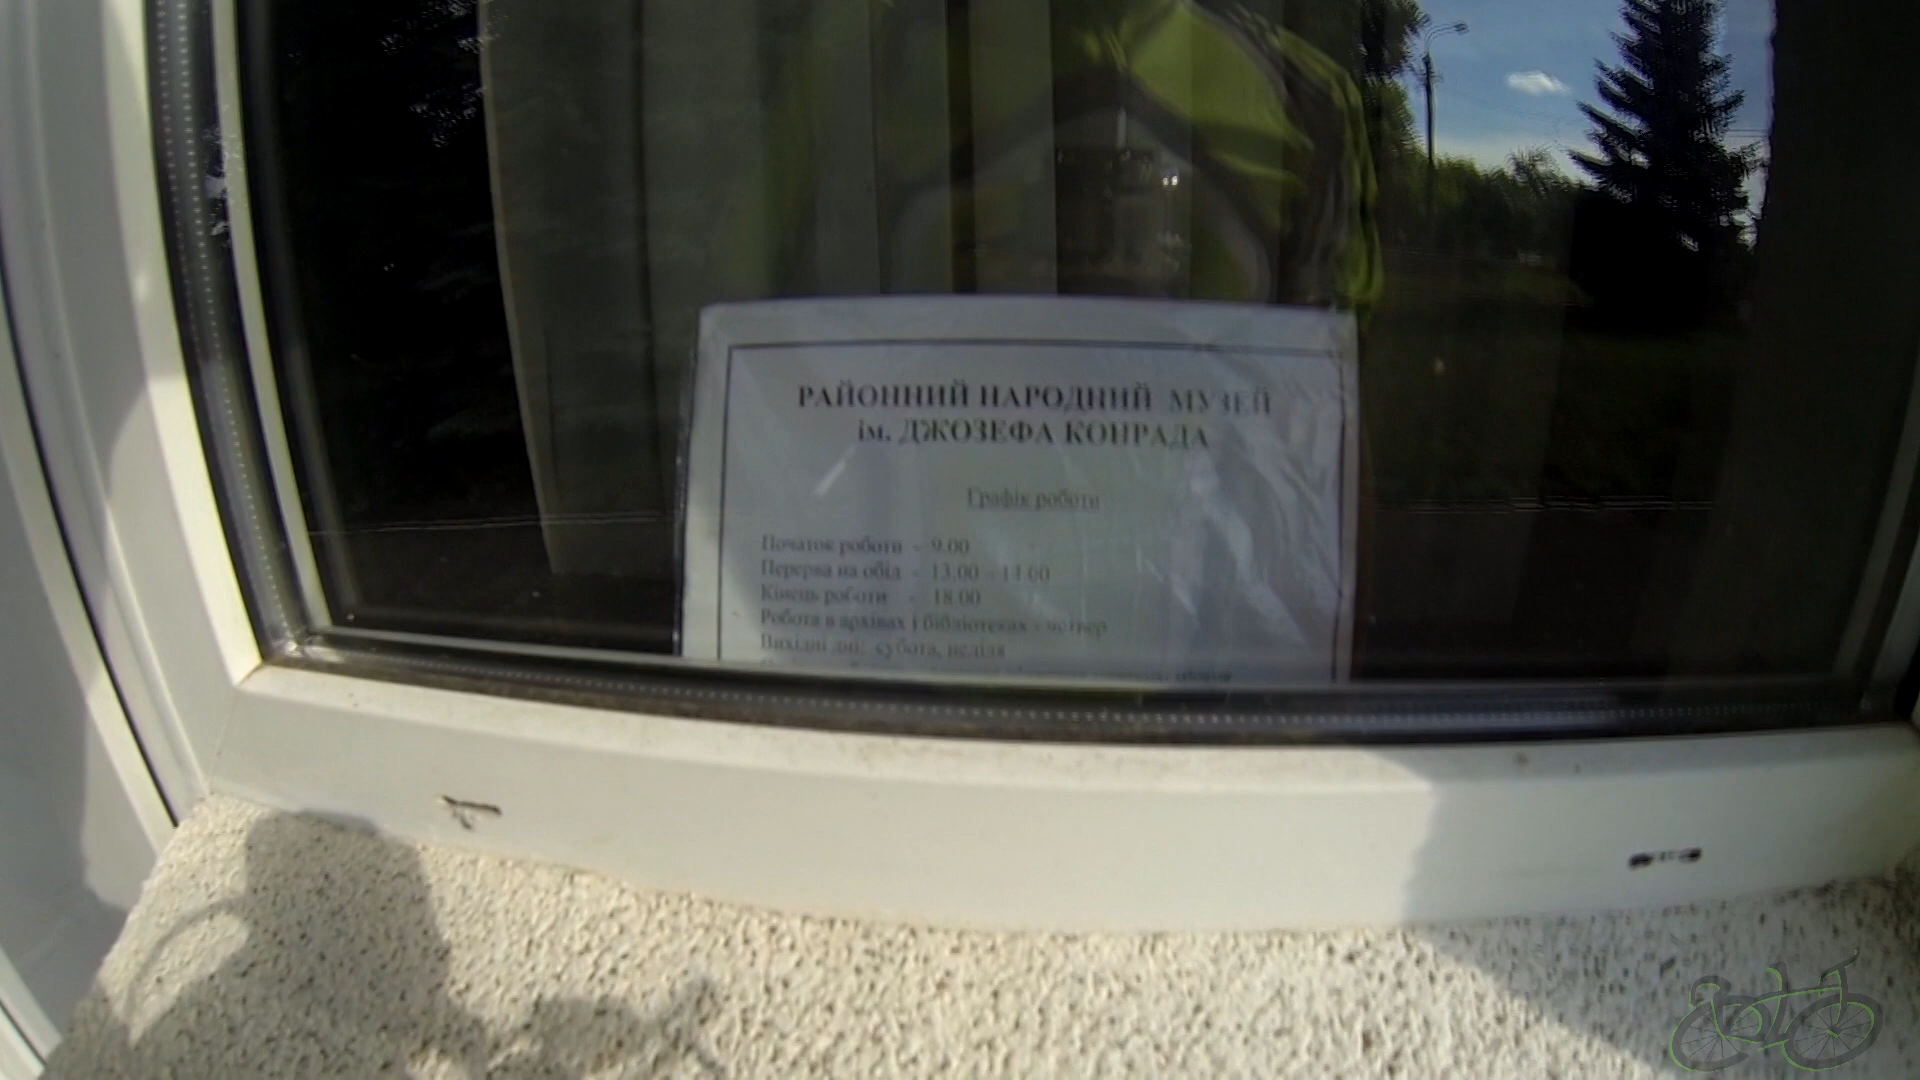 РАЙОННИЙ НАРОДНИЙ МУЗЕЙ
ім. ДЖОЗЕФА КОНРАДА
Графік роботи
Початок роботи - 9.00
Перерва на обід - 13.00 - 14.00
Кінець роботи - 18.00
Робота в архівах і бібліотеках - четвер
Вихідні дні: субота, неділя